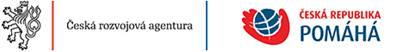 Česká rozvojová agentura
ČESKÁ REPUBLIKA
POMÁHÁ